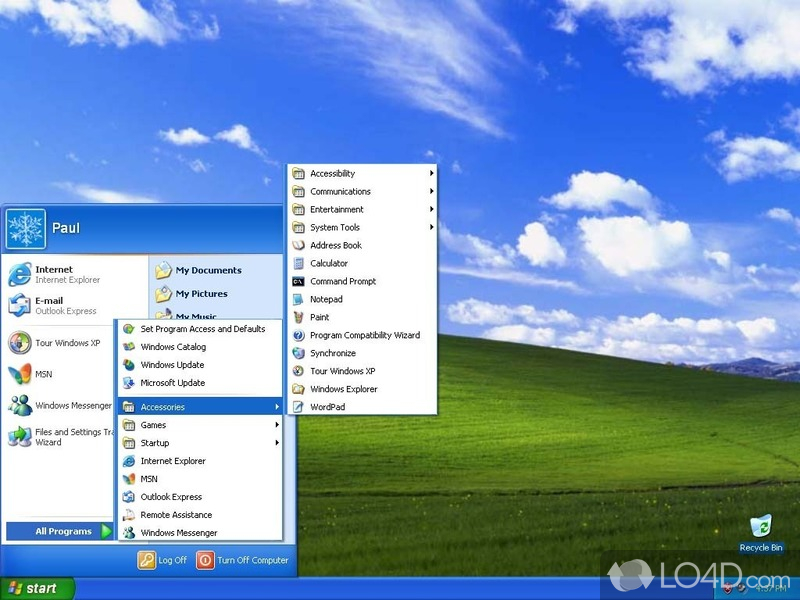 Paul
Internet
Internet Explorer
E-mail
Outlook Express
Tour Windows XP
MSN
Windows Messenger
Files and Settings Tra
Wizard
All Programs
My Documents
My Pictures
My Music
Set Program Access and Defaults
Windows Catalog
Windows Update
Microsoft Update
Accessories
Games
Startup
Internet Explorer
MSN
Outlook Express
Remote Assistance
Windows Messenger
Accessibility
Communications
Entertainment
System Tools
Address Book
Calculator
Command Prompt
Notepad
Paint
Program Compatibility Wizard
Synchronize
Tour Windows XP
Windows Explorer
WordPad
Log Off
Turn Off Computer
start
Recycle Bin
LO4D.com